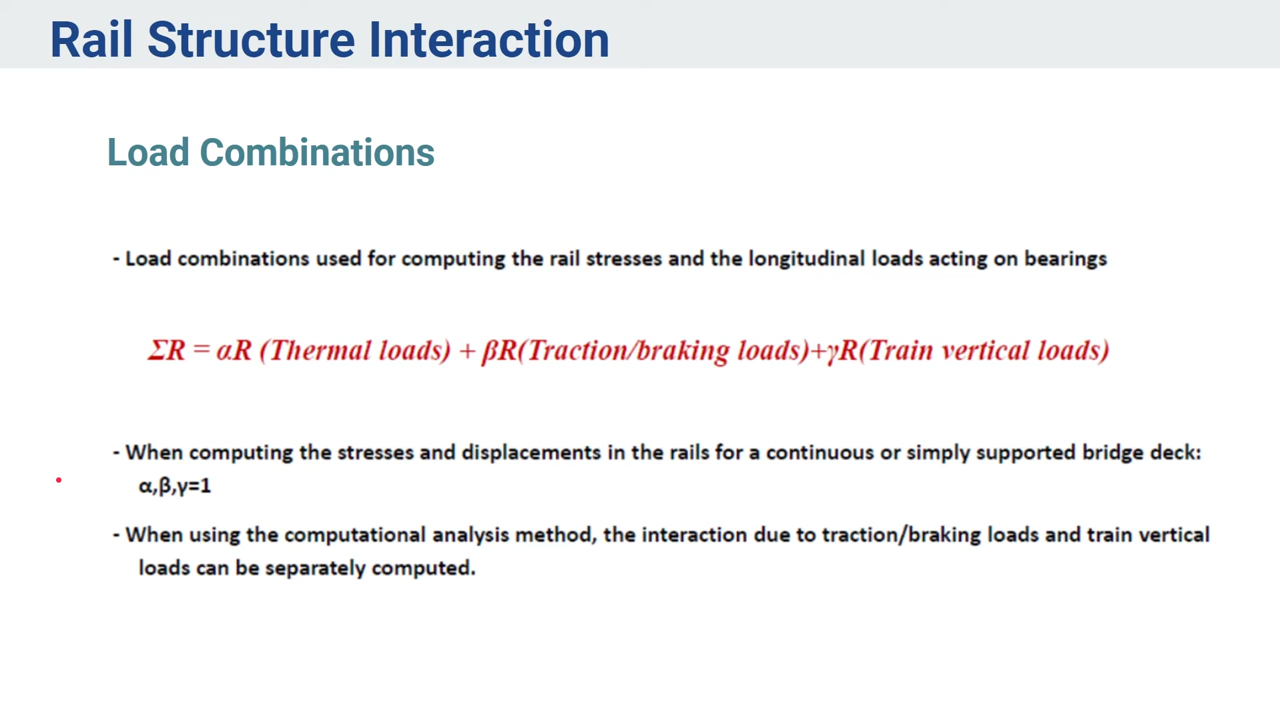 Rail Structure Interaction
Load Combinations
- Load combinations used for computing the rail stresses and the longitudinal loads acting on bearings
ΣR = αR (Thermal loads) + βR(Traction/braking loads)+γR(Train vertical loads)
- When computing the stresses and displacements in the rails for a continuous or simply supported bridge deck:
α,β,γ=1
- When using the computational analysis method, the interaction due to traction/braking loads and train vertical
loads can be separately computed.